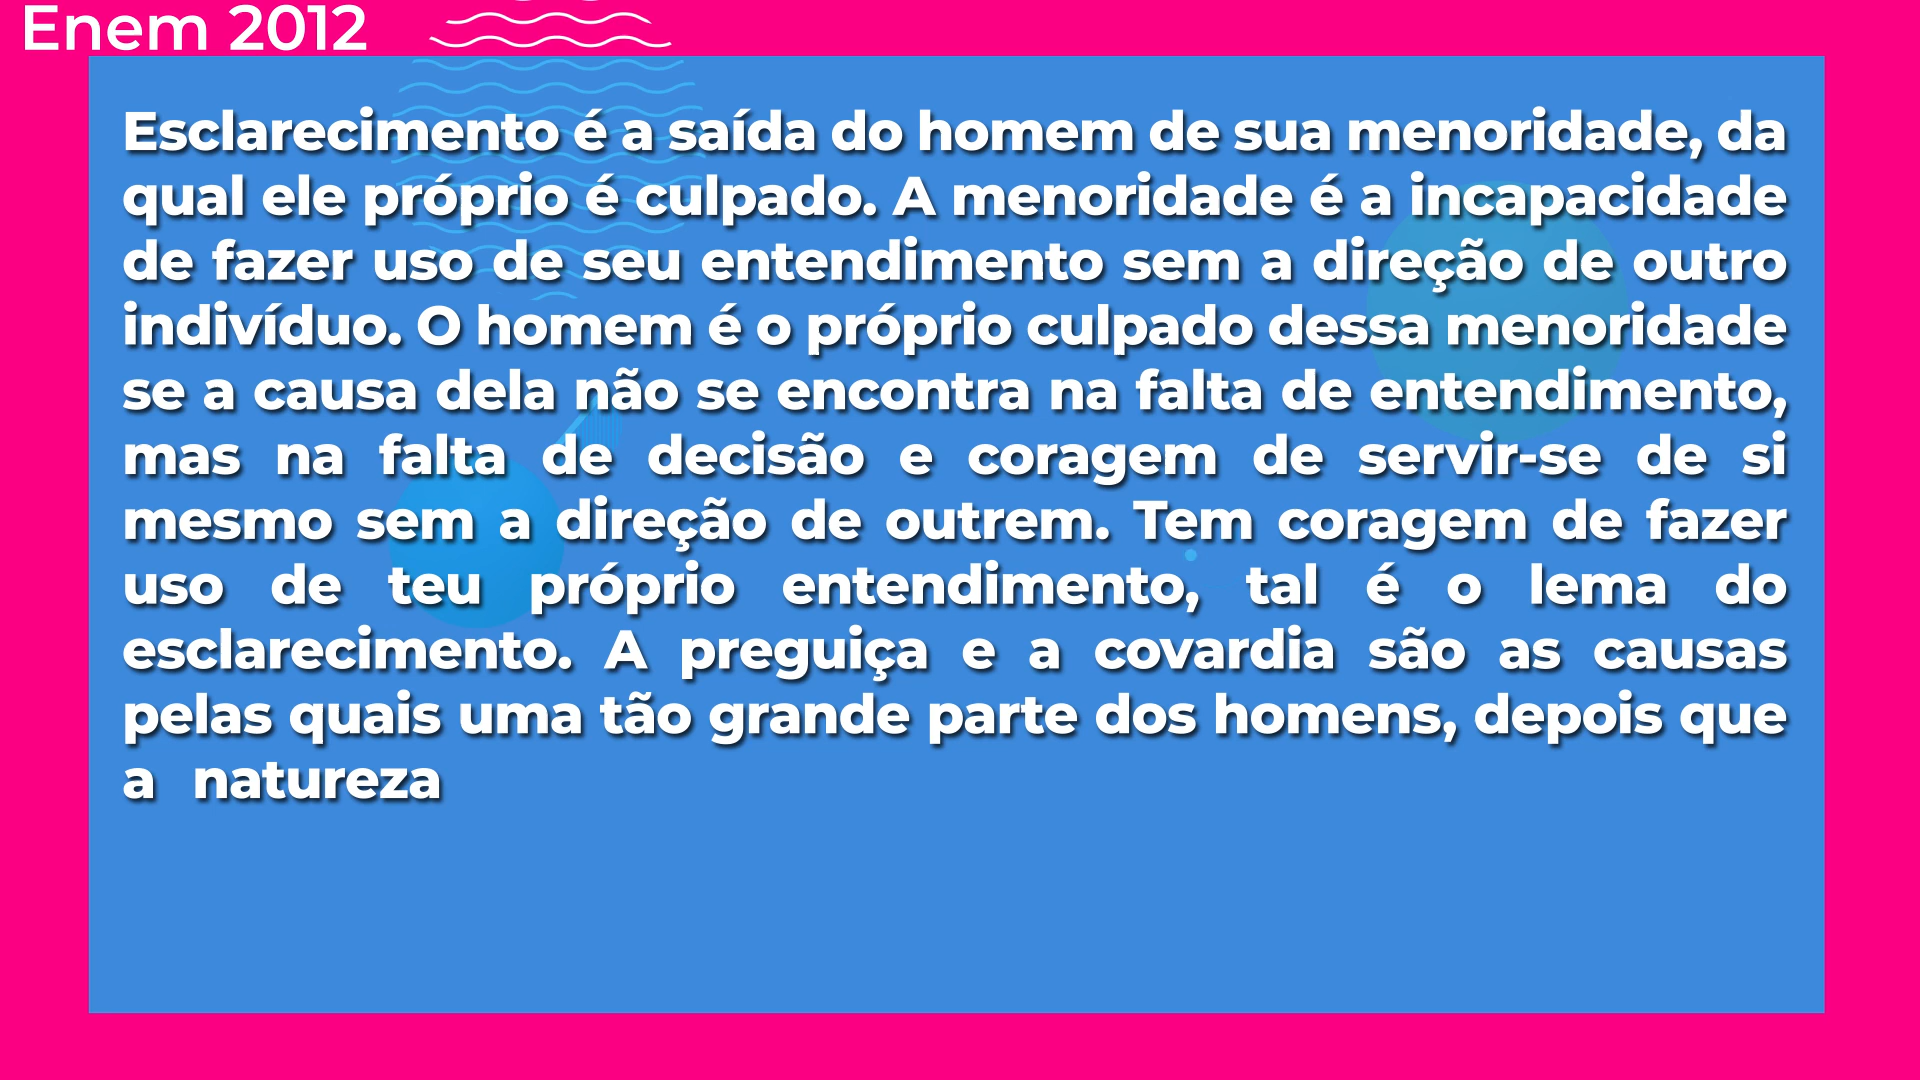 Enem 2012
Esclarecimento é a saída do homem de sua menoridade, da
qual ele próprio é culpado. A menoridade é a incapacidade
de fazer uso de seu entendimento sem a direção de outro
indivíduo. O homem é o próprio culpado dessa menoridade
se a causa dela não se encontra na falta de entendimento,
mas na falta de decisão e coragem de servir-se de si
mesmo sem a direção de outrem. Tem coragem de fazer
uso de teu próprio entendimento, tal é o lema do
esclarecimento. A preguiça e a covardia são as causas
pelas quais uma tão grande parte dos homens, depois que
a natureza